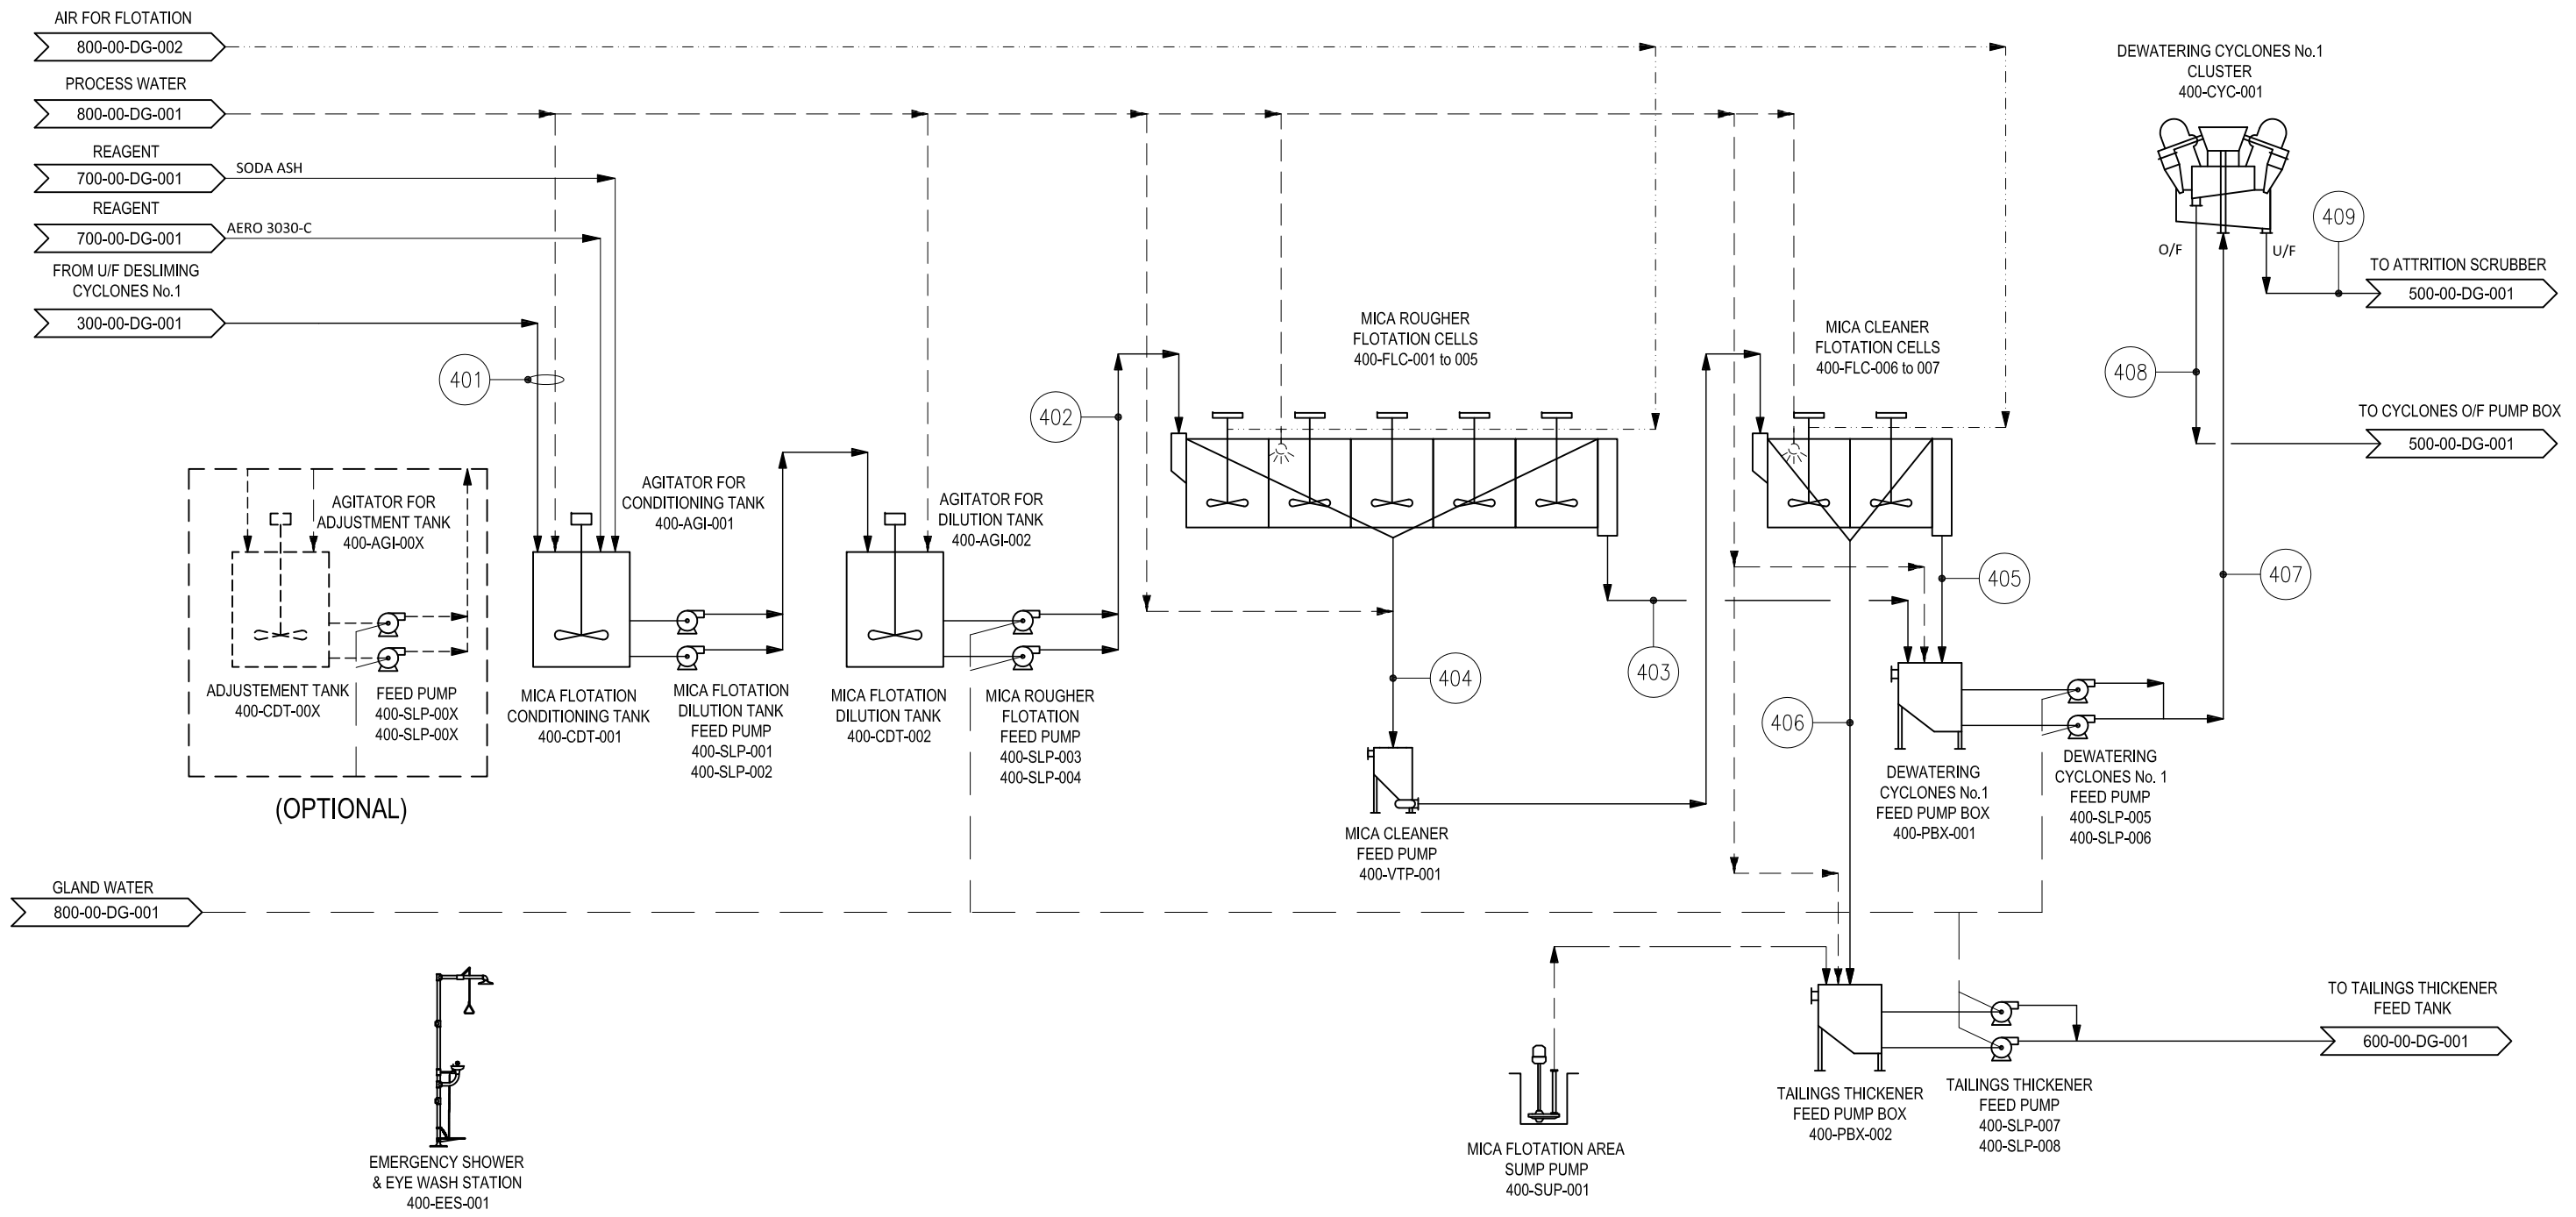 AIR FOR FLOTATION
800-00-DG-002
PROCESS WATER
800-00-DG-001
REAGENT
700-00-DG-001
SODA ASH
REAGENT
700-00-DG-001
AERO 3030-C
FROM U/F DESLIMING
CYCLONES No.1
300-00-DG-001
401
AGITATOR FOR
ADJUSTMENT TANK
400-AGI-00X
ADJUSTEMENT TANK
400-CDT-00X
FEED PUMP
400-SLP-00X
400-SLP-00X
(OPTIONAL)
AGITATOR FOR
CONDITIONING TANK
400-AGI-001
MICA FLOTATION
CONDITIONING TANK
400-CDT-001
MICA FLOTATION
DILUTION TANK
FEED PUMP
400-SLP-001
400-SLP-002
AGITATOR FOR
DILUTION TANK
400-AGI-002
MICA FLOTATION
DILUTION TANK
400-CDT-002
MICA ROUGHER
FLOTATION
FEED PUMP
400-SLP-003
400-SLP-004
402
MICA ROUGHER
FLOTATION CELLS
400-FLC-001 to 005
403
404
MICA CLEANER
FEED PUMP
400-VTP-001
MICA CLEANER
FLOTATION CELLS
400-FLC-006 to 007
405
406
DEWATERING
CYCLONES No.1
FEED PUMP BOX
400-PBX-001
DEWATERING
CYCLONES No. 1
FEED PUMP
400-SLP-005
400-SLP-006
407
DEWATERING CYCLONES No.1
CLUSTER
400-CYC-001
O/F
U/F
408
409
TO ATTRITION SCRUBBER
500-00-DG-001
TO CYCLONES O/F PUMP BOX
500-00-DG-001
GLAND WATER
800-00-DG-001
EMERGENCY SHOWER
& EYE WASH STATION
400-EES-001
MICA FLOTATION AREA
SUMP PUMP
400-SUP-001
TAILINGS THICKENER
FEED PUMP BOX
400-PBX-002
TAILINGS THICKENER
FEED PUMP
400-SLP-007
400-SLP-008
TO TAILINGS THICKENER
FEED TANK
600-00-DG-001